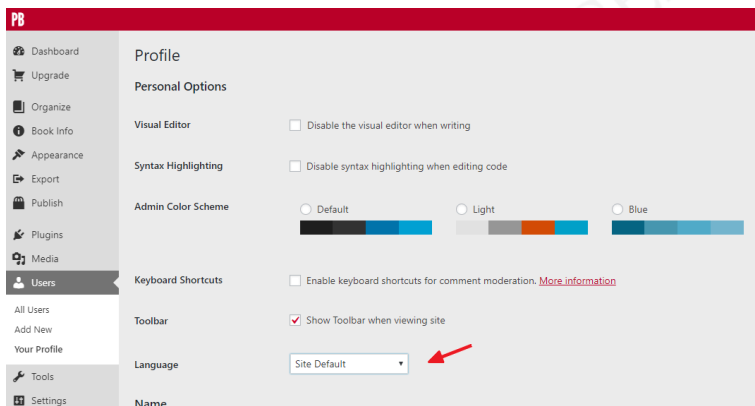 PB
Dashboard
Upgrade
Organize
Book Info
Appearance
Export
Publish
Plugins
Media
Users
All Users
Add New
Your Profile
Tools
Settings
Profile
Personal Options
Visual Editor
Disable the visual editor when writing
Syntax Highlighting
Disable syntax highlighting when editing code
Admin Color Scheme
Default
Light
Blue
Keyboard Shortcuts
Enable keyboard shortcuts for comment moderation. More information
Toolbar
Show Toolbar when viewing site
Language
Site Default
Name